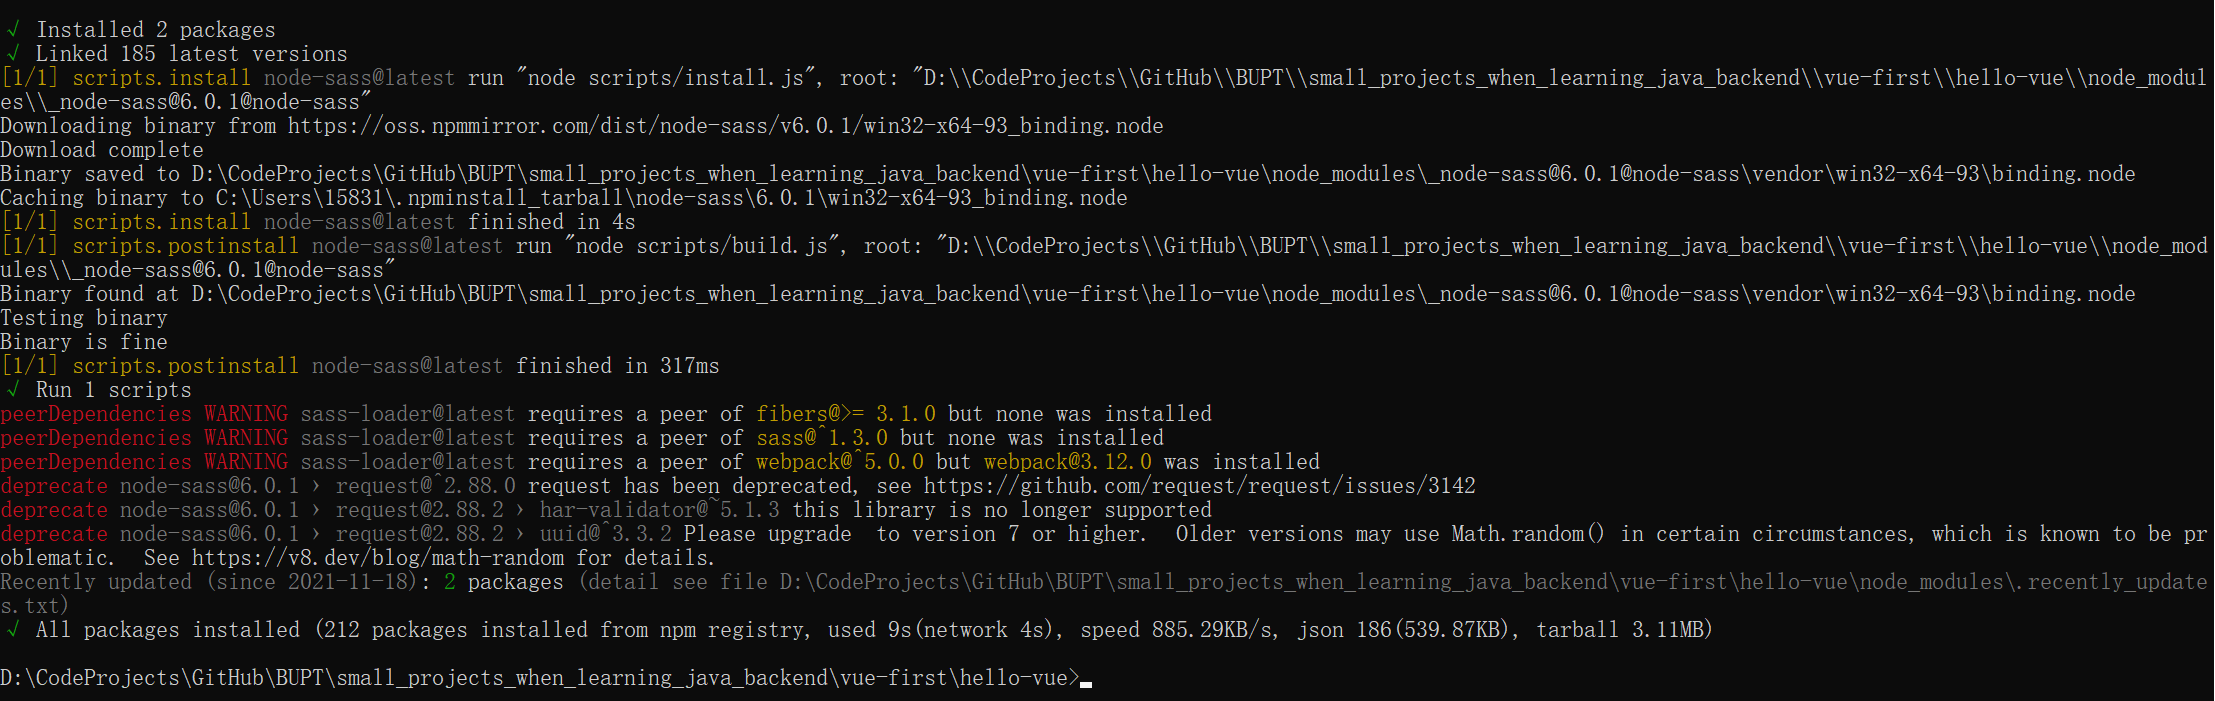 √ Installed 2 packages
√ Linked 185 latest versions
[1/1] scripts.install node-sass@latest run "node scripts/install.js", root: "D:\\CodeProjects\\GitHub\\BUPT\\small_projects_when_learning_java_backend\\vue-first\\hello-vue\\node_modul
es\\_node-sass@6.0.1@node-sass"
Downloading binary from https://oss.npmmirror.com/dist/node-sass/v6.0.1/win32-x64-93_binding.node
Download complete
Binary saved to D:\CodeProjects\GitHub\BUPT\small_projects_when_learning_java_backend\vue-first\hello-vue\node_modules\_node-sass@6.0.1@node-sass\vendor\win32-x64-93\binding.node
Caching binary to C:\Users\15831\.npminstall_tarball\node-sass\6.0.1\win32-x64-93_binding.node
[1/1] scripts.install node-sass@latest finished in 4s
[1/1] scripts.postinstall node-sass@latest run "node scripts/build.js", root: "D:\\CodeProjects\\GitHub\\BUPT\\small_projects_when_learning_java_backend\\vue-first\\hello-vue\\node_mod
ules\\_node-sass@6.0.1@node-sass"
Binary found at D:\CodeProjects\GitHub\BUPT\small_projects_when_learning_java_backend\vue-first\hello-vue\node_modules\_node-sass@6.0.1@node-sass\vendor\win32-x64-93\binding.node
Testing binary
Binary is fine
[1/1] scripts.postinstall node-sass@latest finished in 317ms
√ Run 1 scripts
peerDependencies WARNING sass-loader@latest requires a peer of fibers@>= 3.1.0 but none was installed
peerDependencies WARNING sass-loader@latest requires a peer of sass@^1.3.0 but none was installed
peerDependencies WARNING sass-loader@latest requires a peer of webpack@^5.0.0 but webpack@3.12.0 was installed
deprecate node-sass@6.0.1 › request@^2.88.0 request has been deprecated, see https://github.com/request/request/issues/3142
deprecate node-sass@6.0.1 › request@2.88.2 › har-validator@~5.1.3 this library is no longer supported
deprecate node-sass@6.0.1 › request@2.88.2 › uuid@^3.3.2 Please upgrade  to version 7 or higher.  Older versions may use Math.random() in certain circumstances, which is known to be pr
oblematic.  See https://v8.dev/blog/math-random for details.
Recently updated (since 2021-11-18): 2 packages (detail see file D:\CodeProjects\GitHub\BUPT\small_projects_when_learning_java_backend\vue-first\hello-vue\node_modules\.recently_update
s.txt)
√ All packages installed (212 packages installed from npm registry, used 9s(network 4s), speed 885.29KB/s, json 186(539.87KB), tarball 3.11MB)
D:\CodeProjects\GitHub\BUPT\small_projects_when_learning_java_backend\vue-first\hello-vue>